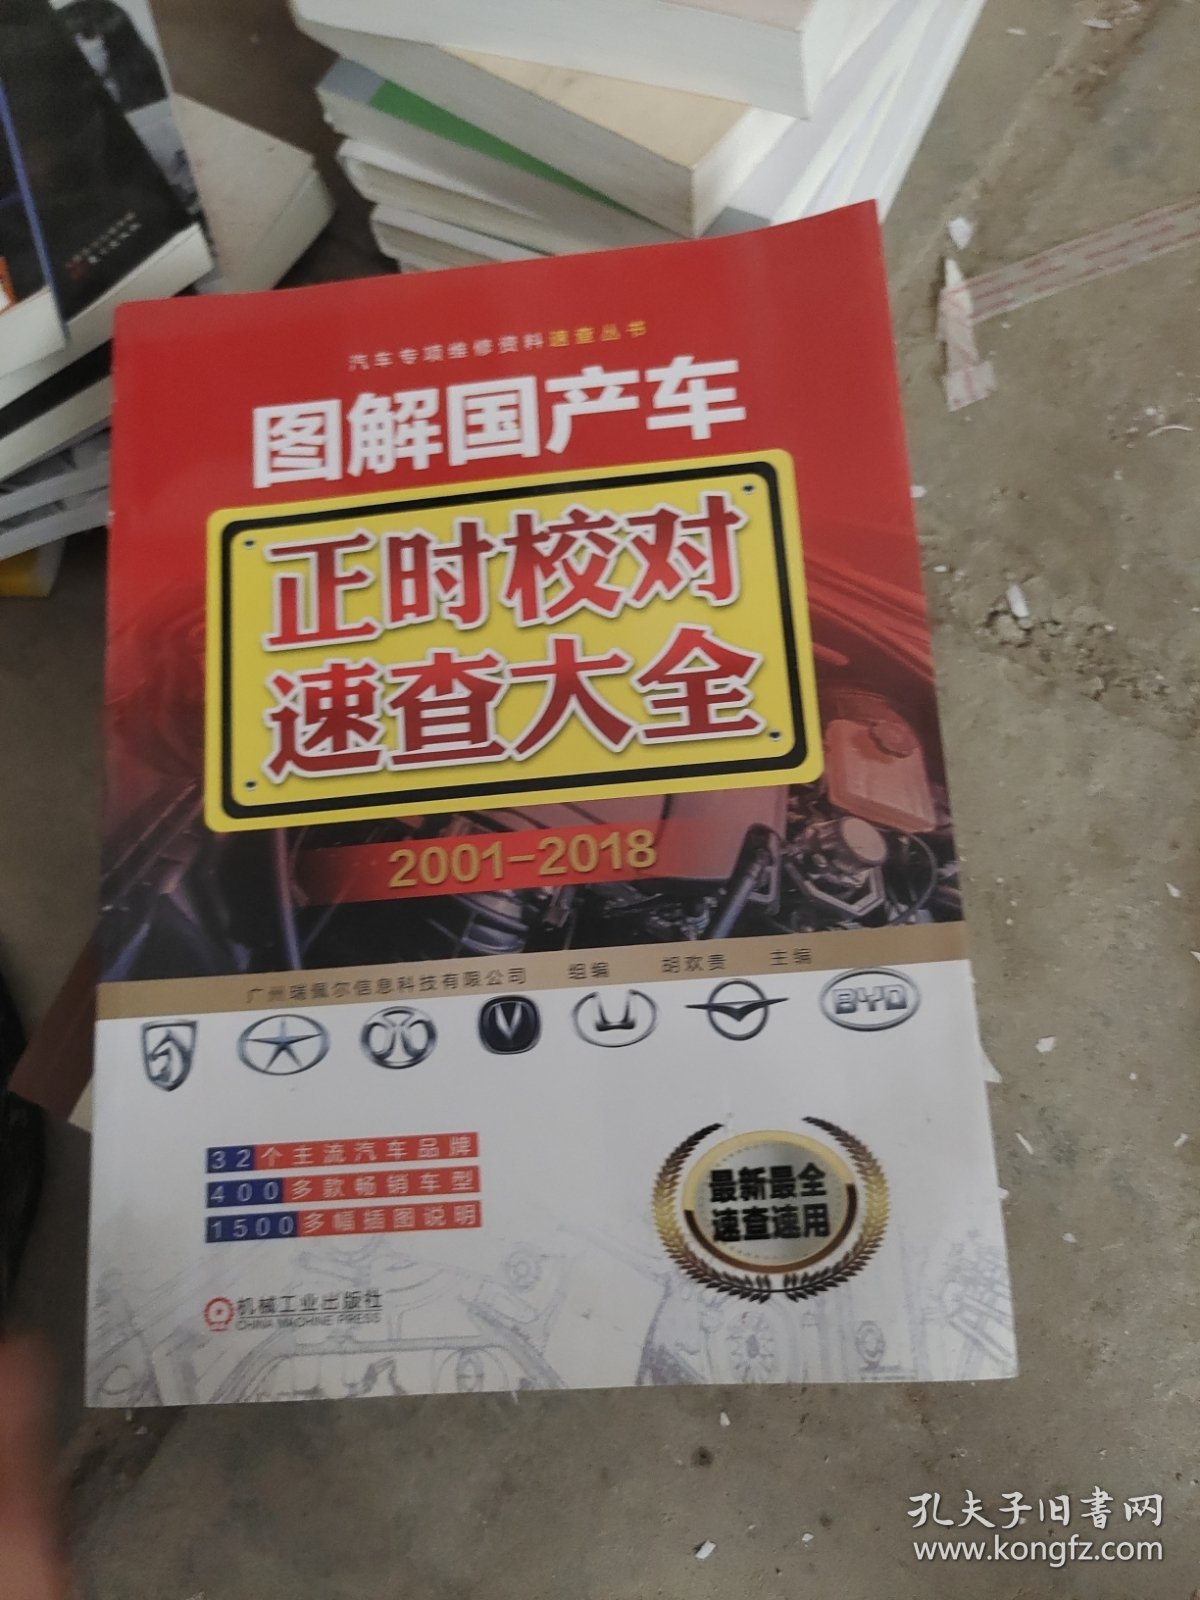 汽车专项维修资料速查丛书
图解国产车
正时校对
速查大全
2001-2018
广州瑞佩尔信息科技有限公司 组编 胡欢贵 主编
BYD
32个主流汽车品牌
400多款畅销车型
1500多幅插图说明
最新最全
速查速用
机械工业出版社
CHINA MACHINE PRESS
孔夫子旧书网
www.kongfz.com